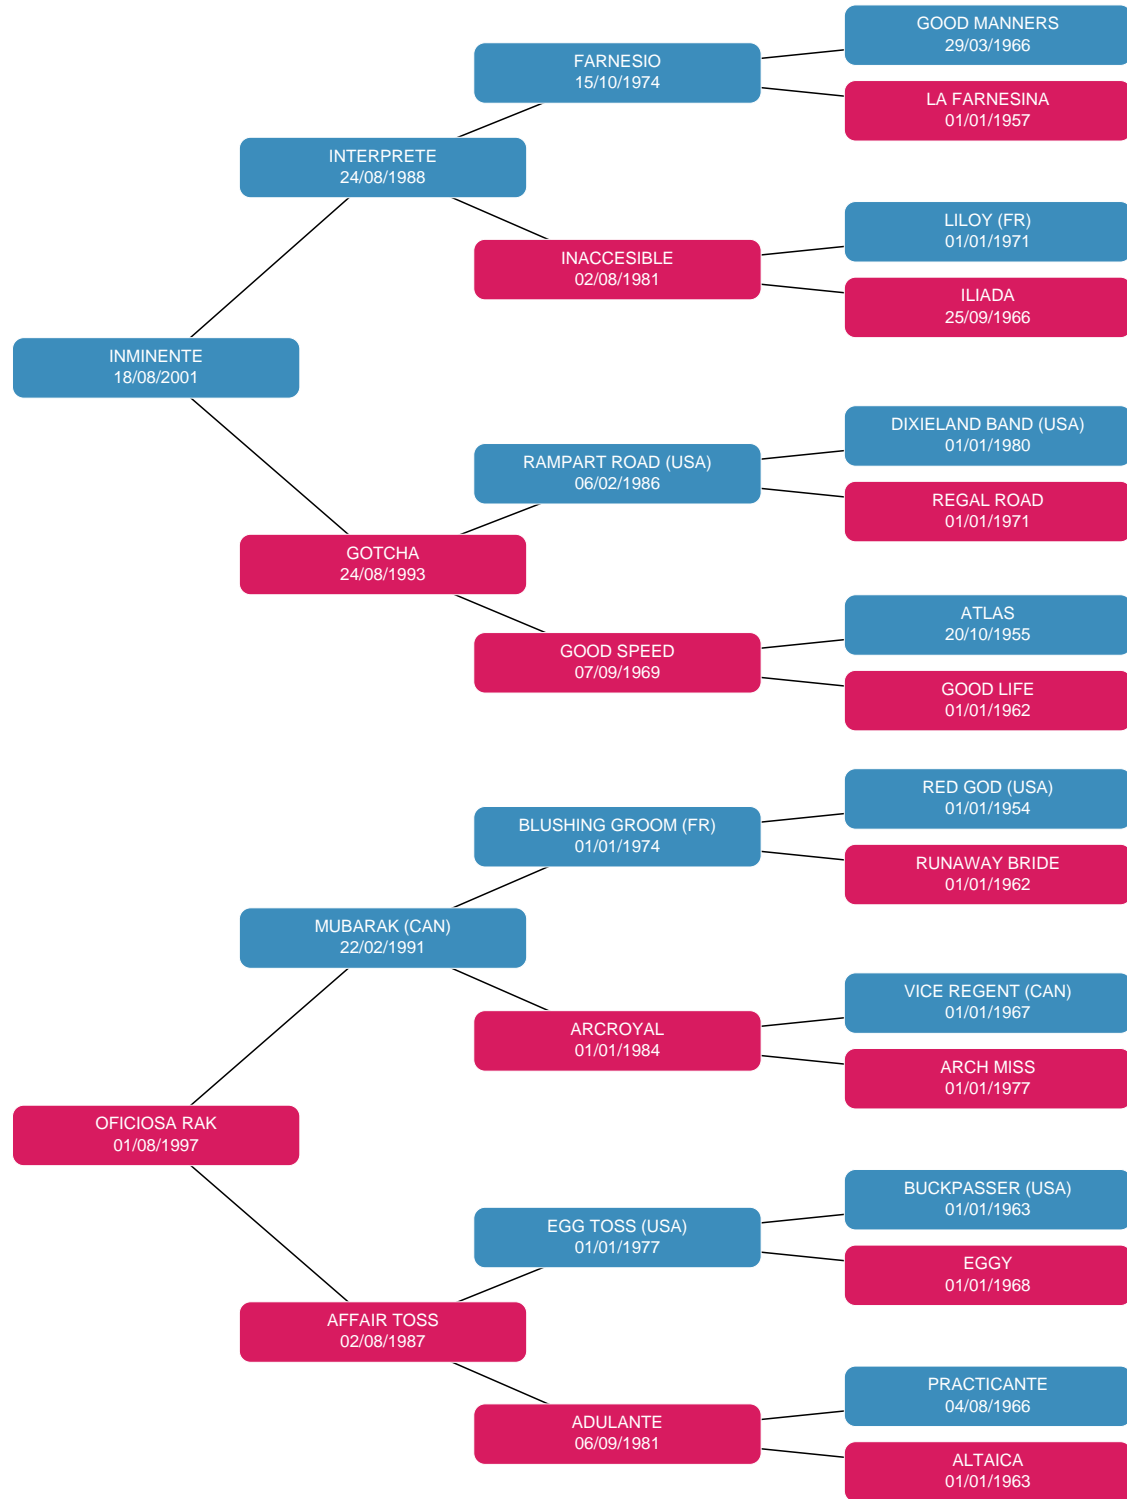 GOOD MANNERS
29/03/1966
FARNESIO
15/10/1974
LA FARNESINA
01/01/1957
INTERPRETE
24/08/1988
LILOY (FR)
01/01/1971
INACCESIBLE
02/08/1981
ILIADA
25/09/1966
INMINENTE
18/08/2001
DIXIELAND BAND (USA)
01/01/1980
RAMPART ROAD (USA)
06/02/1986
REGAL ROAD
01/01/1971
GOTCHA
24/08/1993
ATLAS
20/10/1955
GOOD SPEED
07/09/1969
GOOD LIFE
01/01/1962
RED GOD (USA)
01/01/1954
BLUSHING GROOM (FR)
01/01/1974
RUNAWAY BRIDE
01/01/1962
MUBARAK (CAN)
22/02/1991
VICE REGENT (CAN)
01/01/1967
ARCROYAL
01/01/1984
ARCH MISS
01/01/1977
OFICIOSA RAK
01/08/1997
BUCKPASSER (USA)
01/01/1963
EGG TOSS (USA)
01/01/1977
EGGY
01/01/1968
AFFAIR TOSS
02/08/1987
PRACTICANTE
04/08/1966
ADULANTE
06/09/1981
ALTAICA
01/01/1963